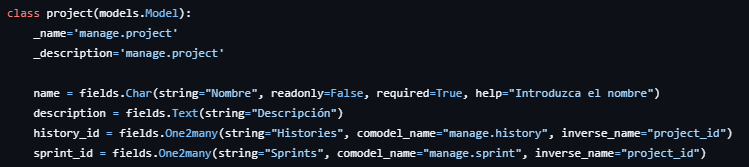 class project(models.Model):
_name='manage.project'
_description='manage.project'
name = fields.Char(string="Nombre", readonly=False, required=True, help="Introduzca el nombre")
description = fields.Text(string="Descripción")
history_id = fields.One2many(string="Histories", comodel_name="manage.history", inverse_name="project_id")
sprint_id = fields.One2many(string="Sprints", comodel_name="manage.sprint", inverse_name="project_id")